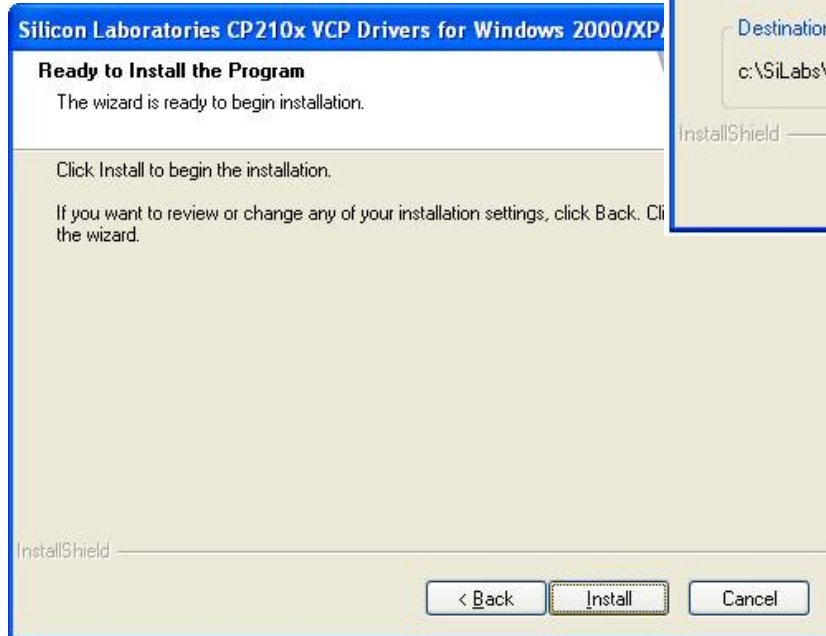 Silicon Laboratories CP210x VCP Drivers for Windows 2000/XP/
Ready to Install the Program
The wizard is ready to begin installation.
Click Install to begin the installation.
If you want to review or change any of your installation settings, click Back. Cli
the wizard.
InstallShield
< Back
Install
Cancel
Destination
c:\SiLabs\
InstallShield